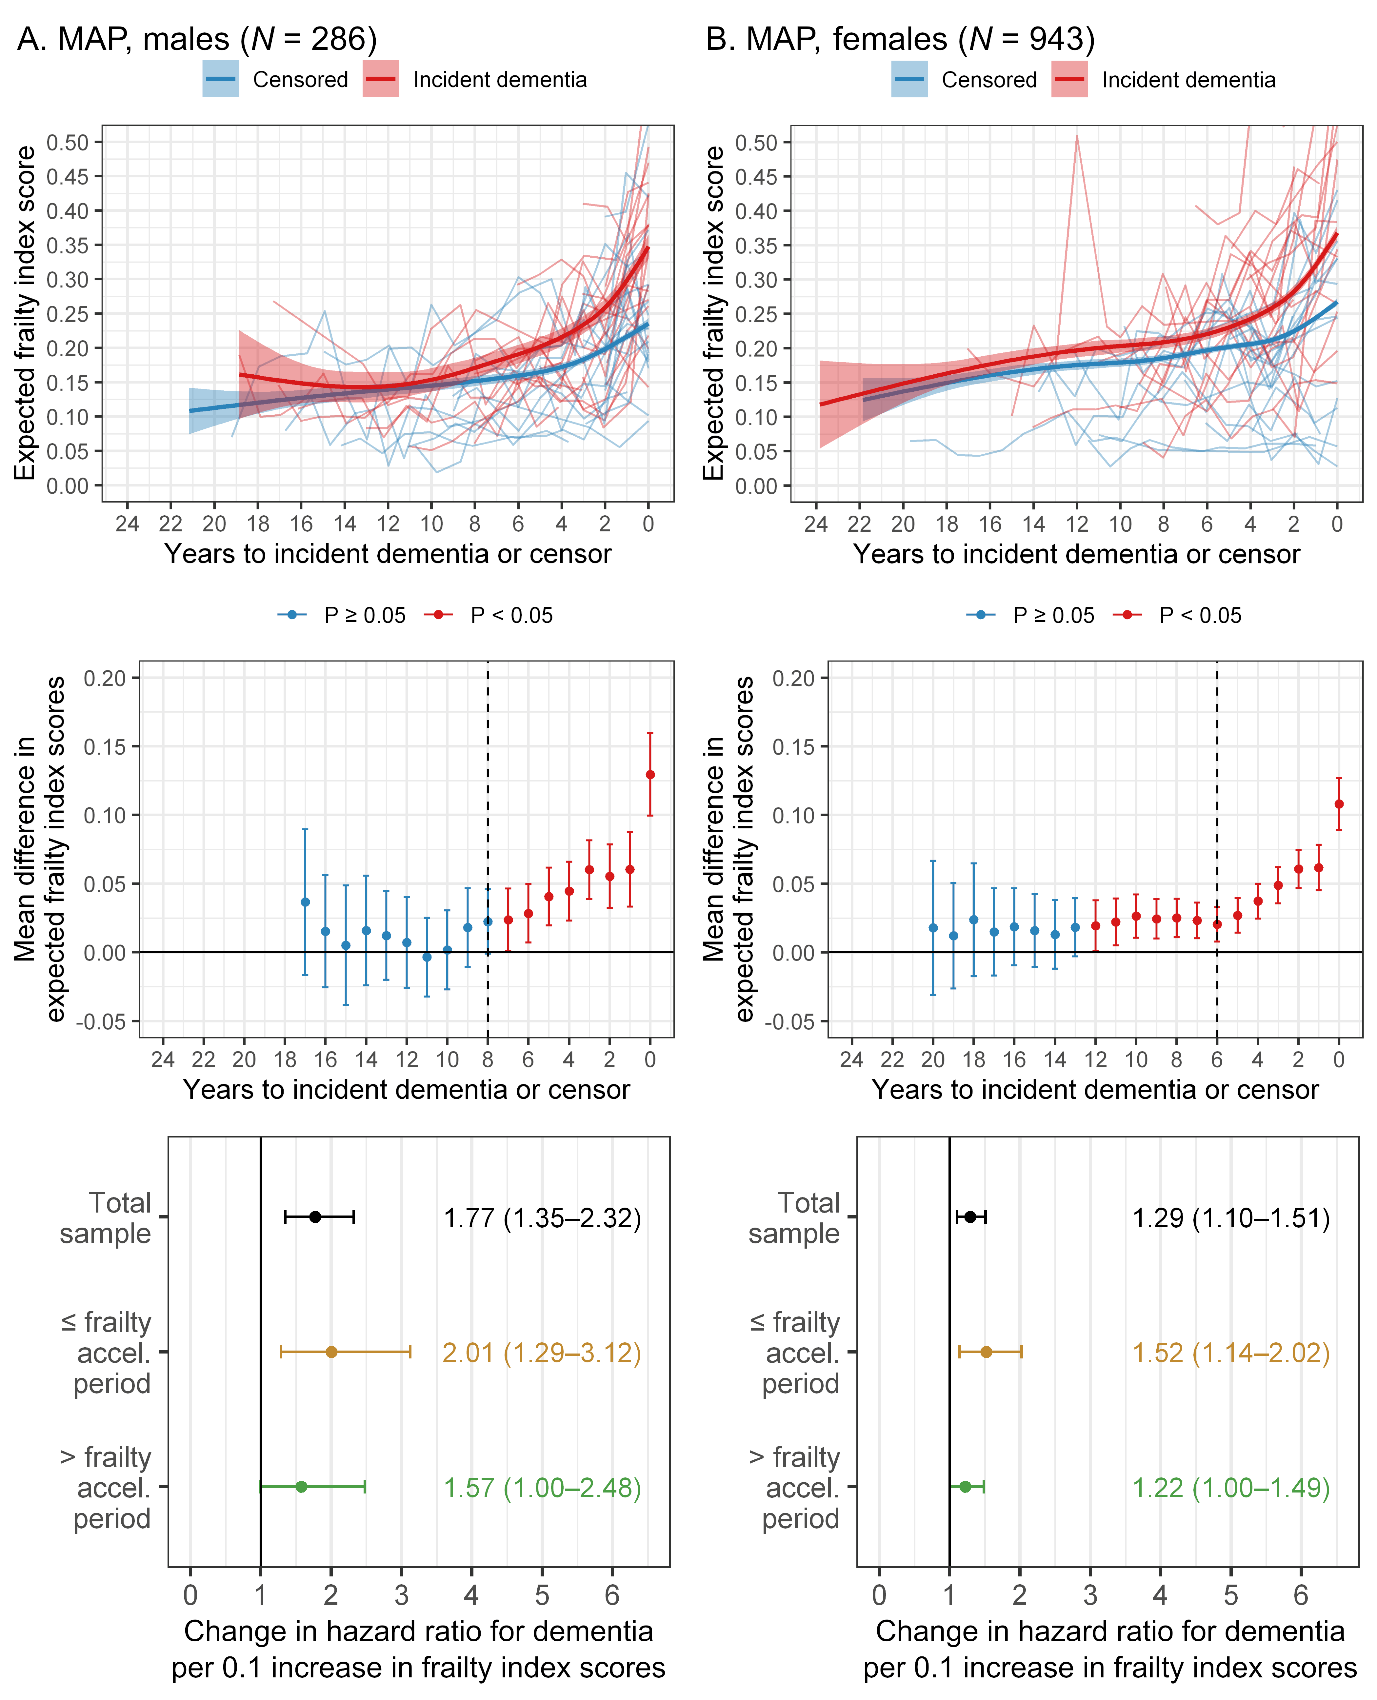 A. MAP, males (N = 286)
Censored Incident dementia
Expected frailty index score
0.50
0.45
0.40
0.35
0.30
0.25
0.20
0.15
0.10
0.05
0.00
24 22 20 18 16 14 12 10 8 6 4 2 0
Years to incident dementia or censor
B. MAP, females (N = 943)
Censored Incident dementia
Expected frailty index score
0.50
0.45
0.40
0.35
0.30
0.25
0.20
0.15
0.10
0.05
0.00
24 22 20 18 16 14 12 10 8 6 4 2 0
Years to incident dementia or censor
P ≥ 0.05 P < 0.05
Mean difference in
expected frailty index scores
0.20
0.15
0.10
0.05
0.00
-0.05
24 22 20 18 16 14 12 10 8 6 4 2 0
Years to incident dementia or censor
P ≥ 0.05 P < 0.05
Mean difference in
expected frailty index scores
0.20
0.15
0.10
0.05
0.00
-0.05
24 22 20 18 16 14 12 10 8 6 4 2 0
Years to incident dementia or censor
Total
sample
1.77 (1.35–2.32)
≤ frailty
accel.
period
2.01 (1.29–3.12)
> frailty
accel.
period
1.57 (1.00–2.48)
0 1 2 3 4 5 6
Change in hazard ratio for dementia
per 0.1 increase in frailty index scores
Total
sample
1.29 (1.10–1.51)
≤ frailty
accel.
period
1.52 (1.14–2.02)
> frailty
accel.
period
1.22 (1.00–1.49)
0 1 2 3 4 5 6
Change in hazard ratio for dementia
per 0.1 increase in frailty index scores